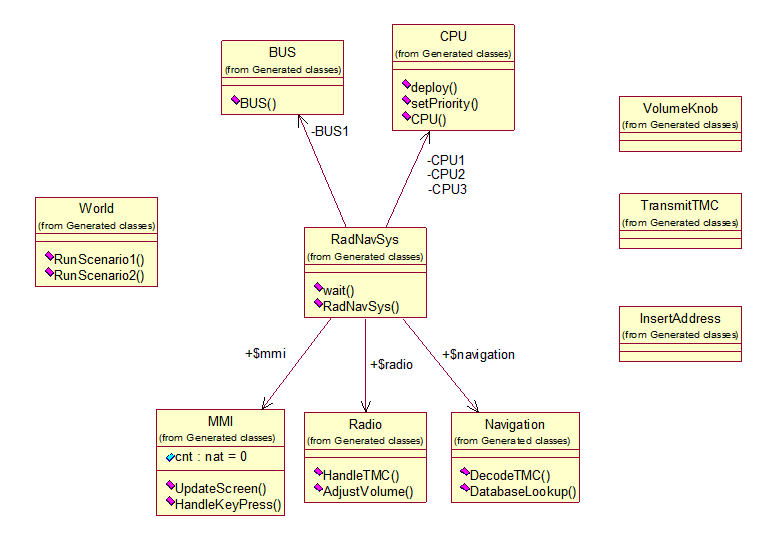 BUS
(from Generated classes)
BUS()
CPU
(from Generated classes)
deploy()
setPriority()
CPU()
-BUS1
-CPU1
-CPU2
-CPU3
VolumeKnob
(from Generated classes)
World
(from Generated classes)
RunScenario1()
RunScenario2()
RadNavSys
(from Generated classes)
wait()
RadNavSys()
TransmitTMC
(from Generated classes)
InsertAddress
(from Generated classes)
+$mmi
+$radio
+$navigation
MMI
(from Generated classes)
cnt : nat = 0
UpdateScreen()
HandleKeyPress()
Radio
(from Generated classes)
HandleTMC()
AdjustVolume()
Navigation
(from Generated classes)
DecodeTMC()
DatabaseLookup()